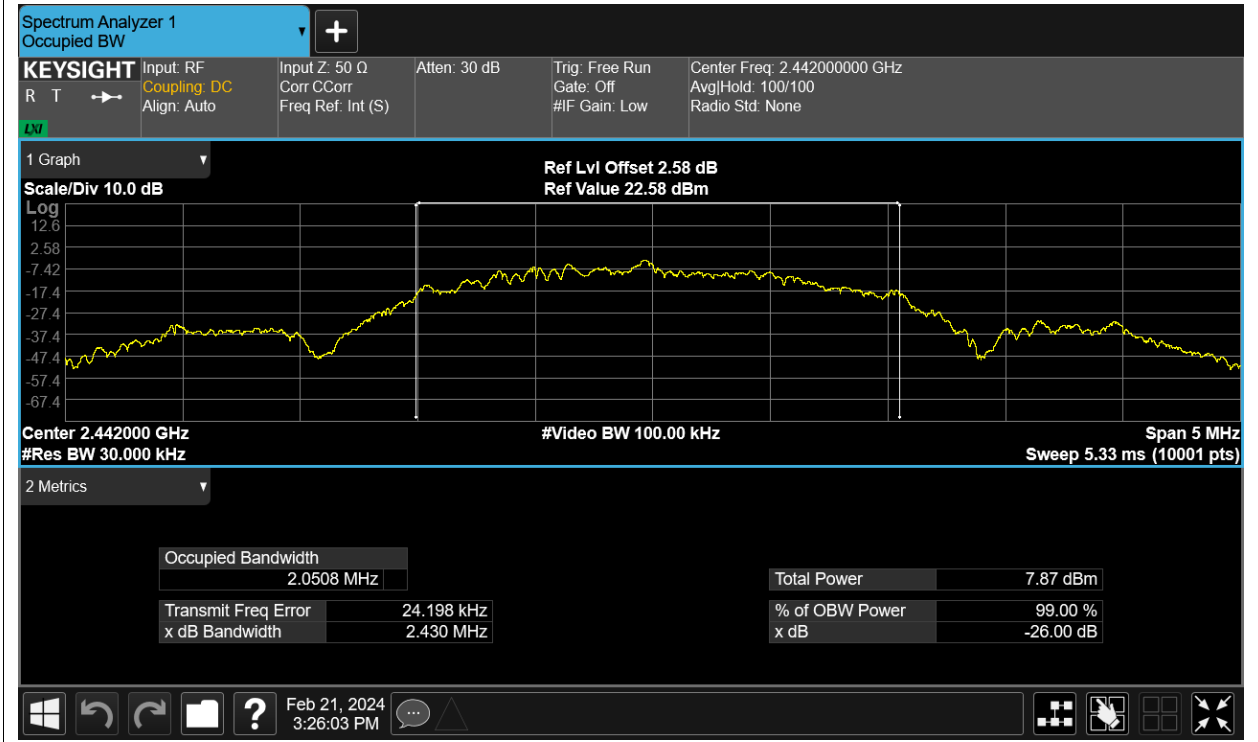 Spectrum Analyzer 1
Occupied BW
KEYSIGHT
R T
LXI
Input: RF
Coupling: DC
Align: Auto
Input Z: 50 Ω
Corr CCorr
Freq Ref: Int (S)
Atten: 30 dB
Trig: Free Run
Gate: Off
#IF Gain: Low
Center Freq: 2.442000000 GHz
Avg|Hold: 100/100
Radio Std: None
1 Graph
Scale/Div 10.0 dB
Ref Lvl Offset 2.58 dB
Ref Value 22.58 dBm
Log
12.6
2.58
-7.42
-17.4
-27.4
-37.4
-47.4
-57.4
-67.4
Center 2.442000 GHz
#Video BW 100.00 kHz
Span 5 MHz
#Res BW 30.000 kHz
Sweep 5.33 ms (10001 pts)
2 Metrics
Occupied Bandwidth
2.0508 MHz
Total Power 7.87 dBm
Transmit Freq Error 24.198 kHz
% of OBW Power 99.00 %
x dB Bandwidth 2.430 MHz
x dB -26.00 dB
?
Feb 21, 2024
3:26:03 PM